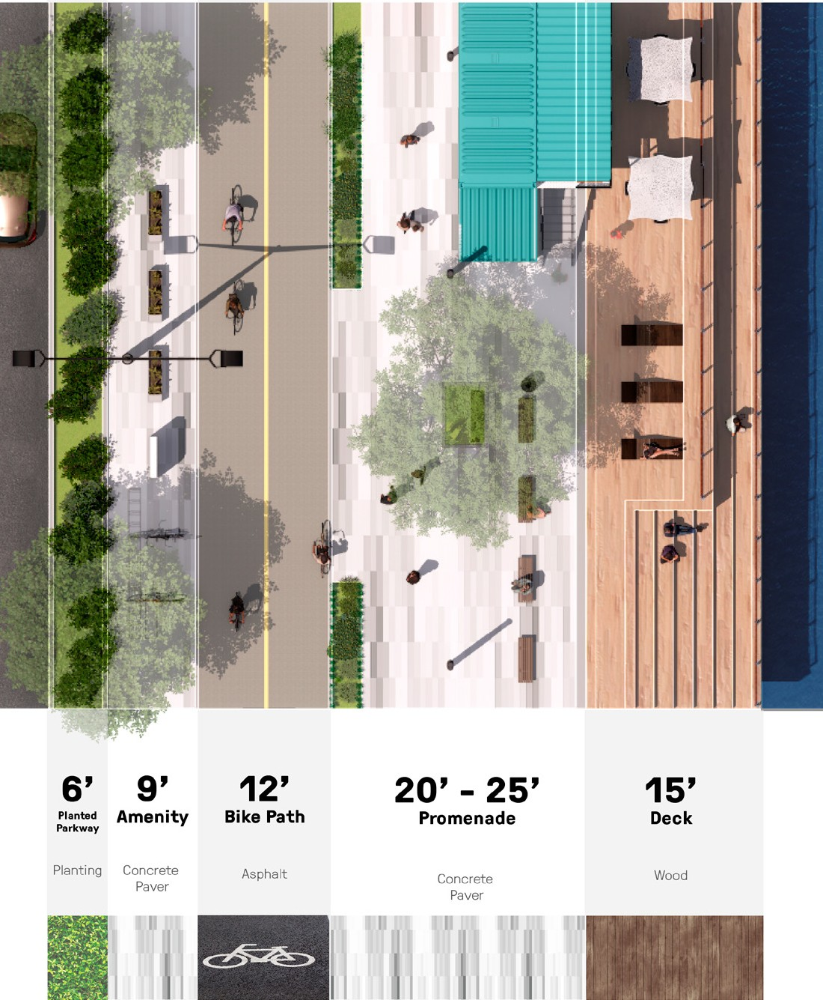 6’
Planted
Parkway
Planting
9’
Amenity
Concrete
Paver
12’
Bike Path
Asphalt
20’ - 25’
Promenade
Concrete
Paver
15’
Deck
Wood